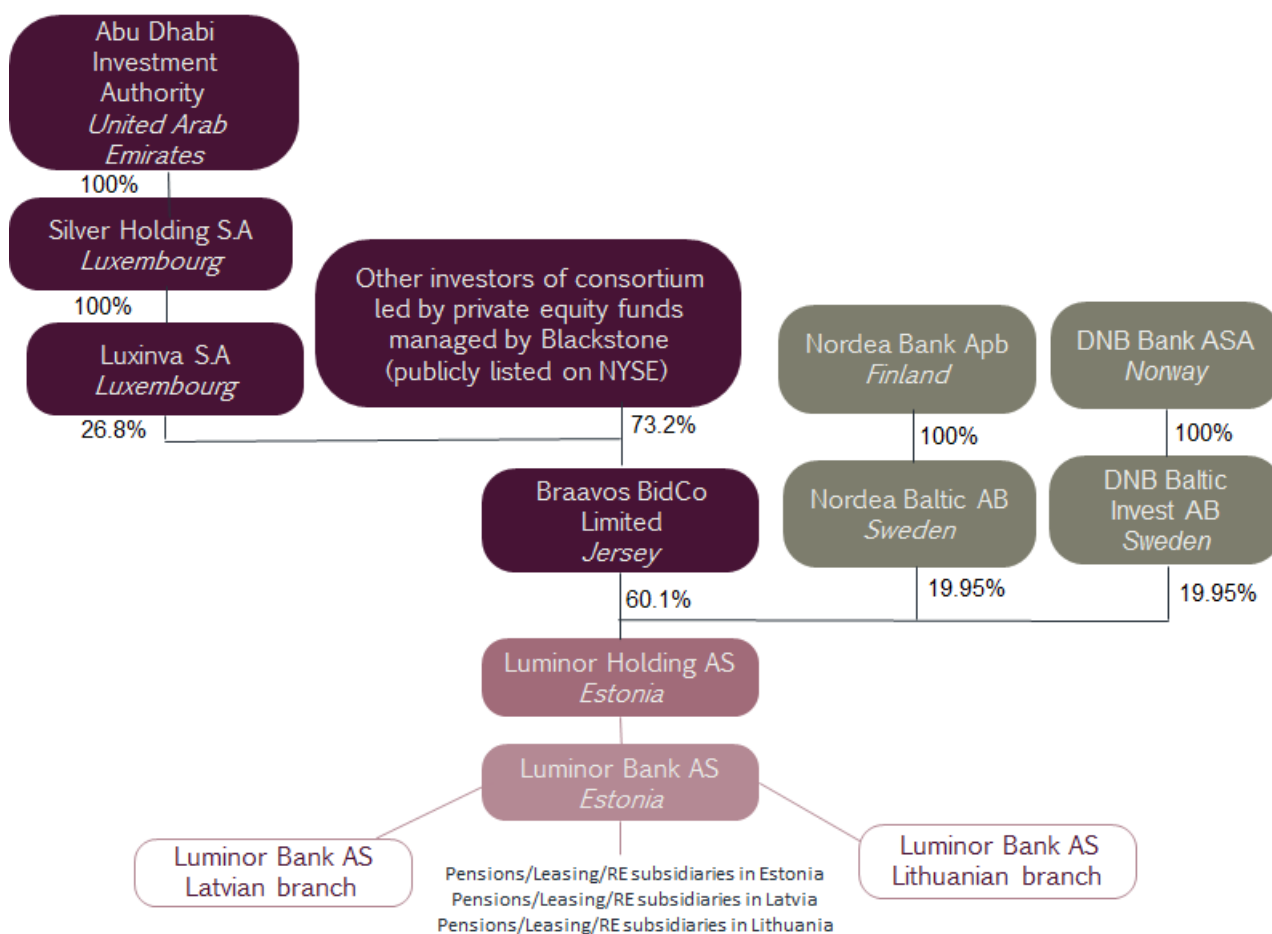 Abu Dhabi
Investment
Authority
United Arab
Emirates
100%
Silver Holding S.A
Luxembourg
100%
Luxinva S.A
Luxembourg
26.8%
Other investors of consortium
led by private equity funds
managed by Blackstone
(publicly listed on NYSE)
73.2%
Nordea Bank Apb
Finland
100%
DNB Bank ASA
Norway
100%
Braavos BidCo
Limited
Jersey
60.1%
Nordea Baltic AB
Sweden
19.95%
DNB Baltic
Invest AB
Sweden
19.95%
Luminor Holding AS
Estonia
Luminor Bank AS
Estonia
Luminor Bank AS
Latvian branch
Pensions/Leasing/RE subsidiaries in Estonia
Pensions/Leasing/RE subsidiaries in Latvia
Pensions/Leasing/RE subsidiaries in Lithuania
Luminor Bank AS
Lithuanian branch